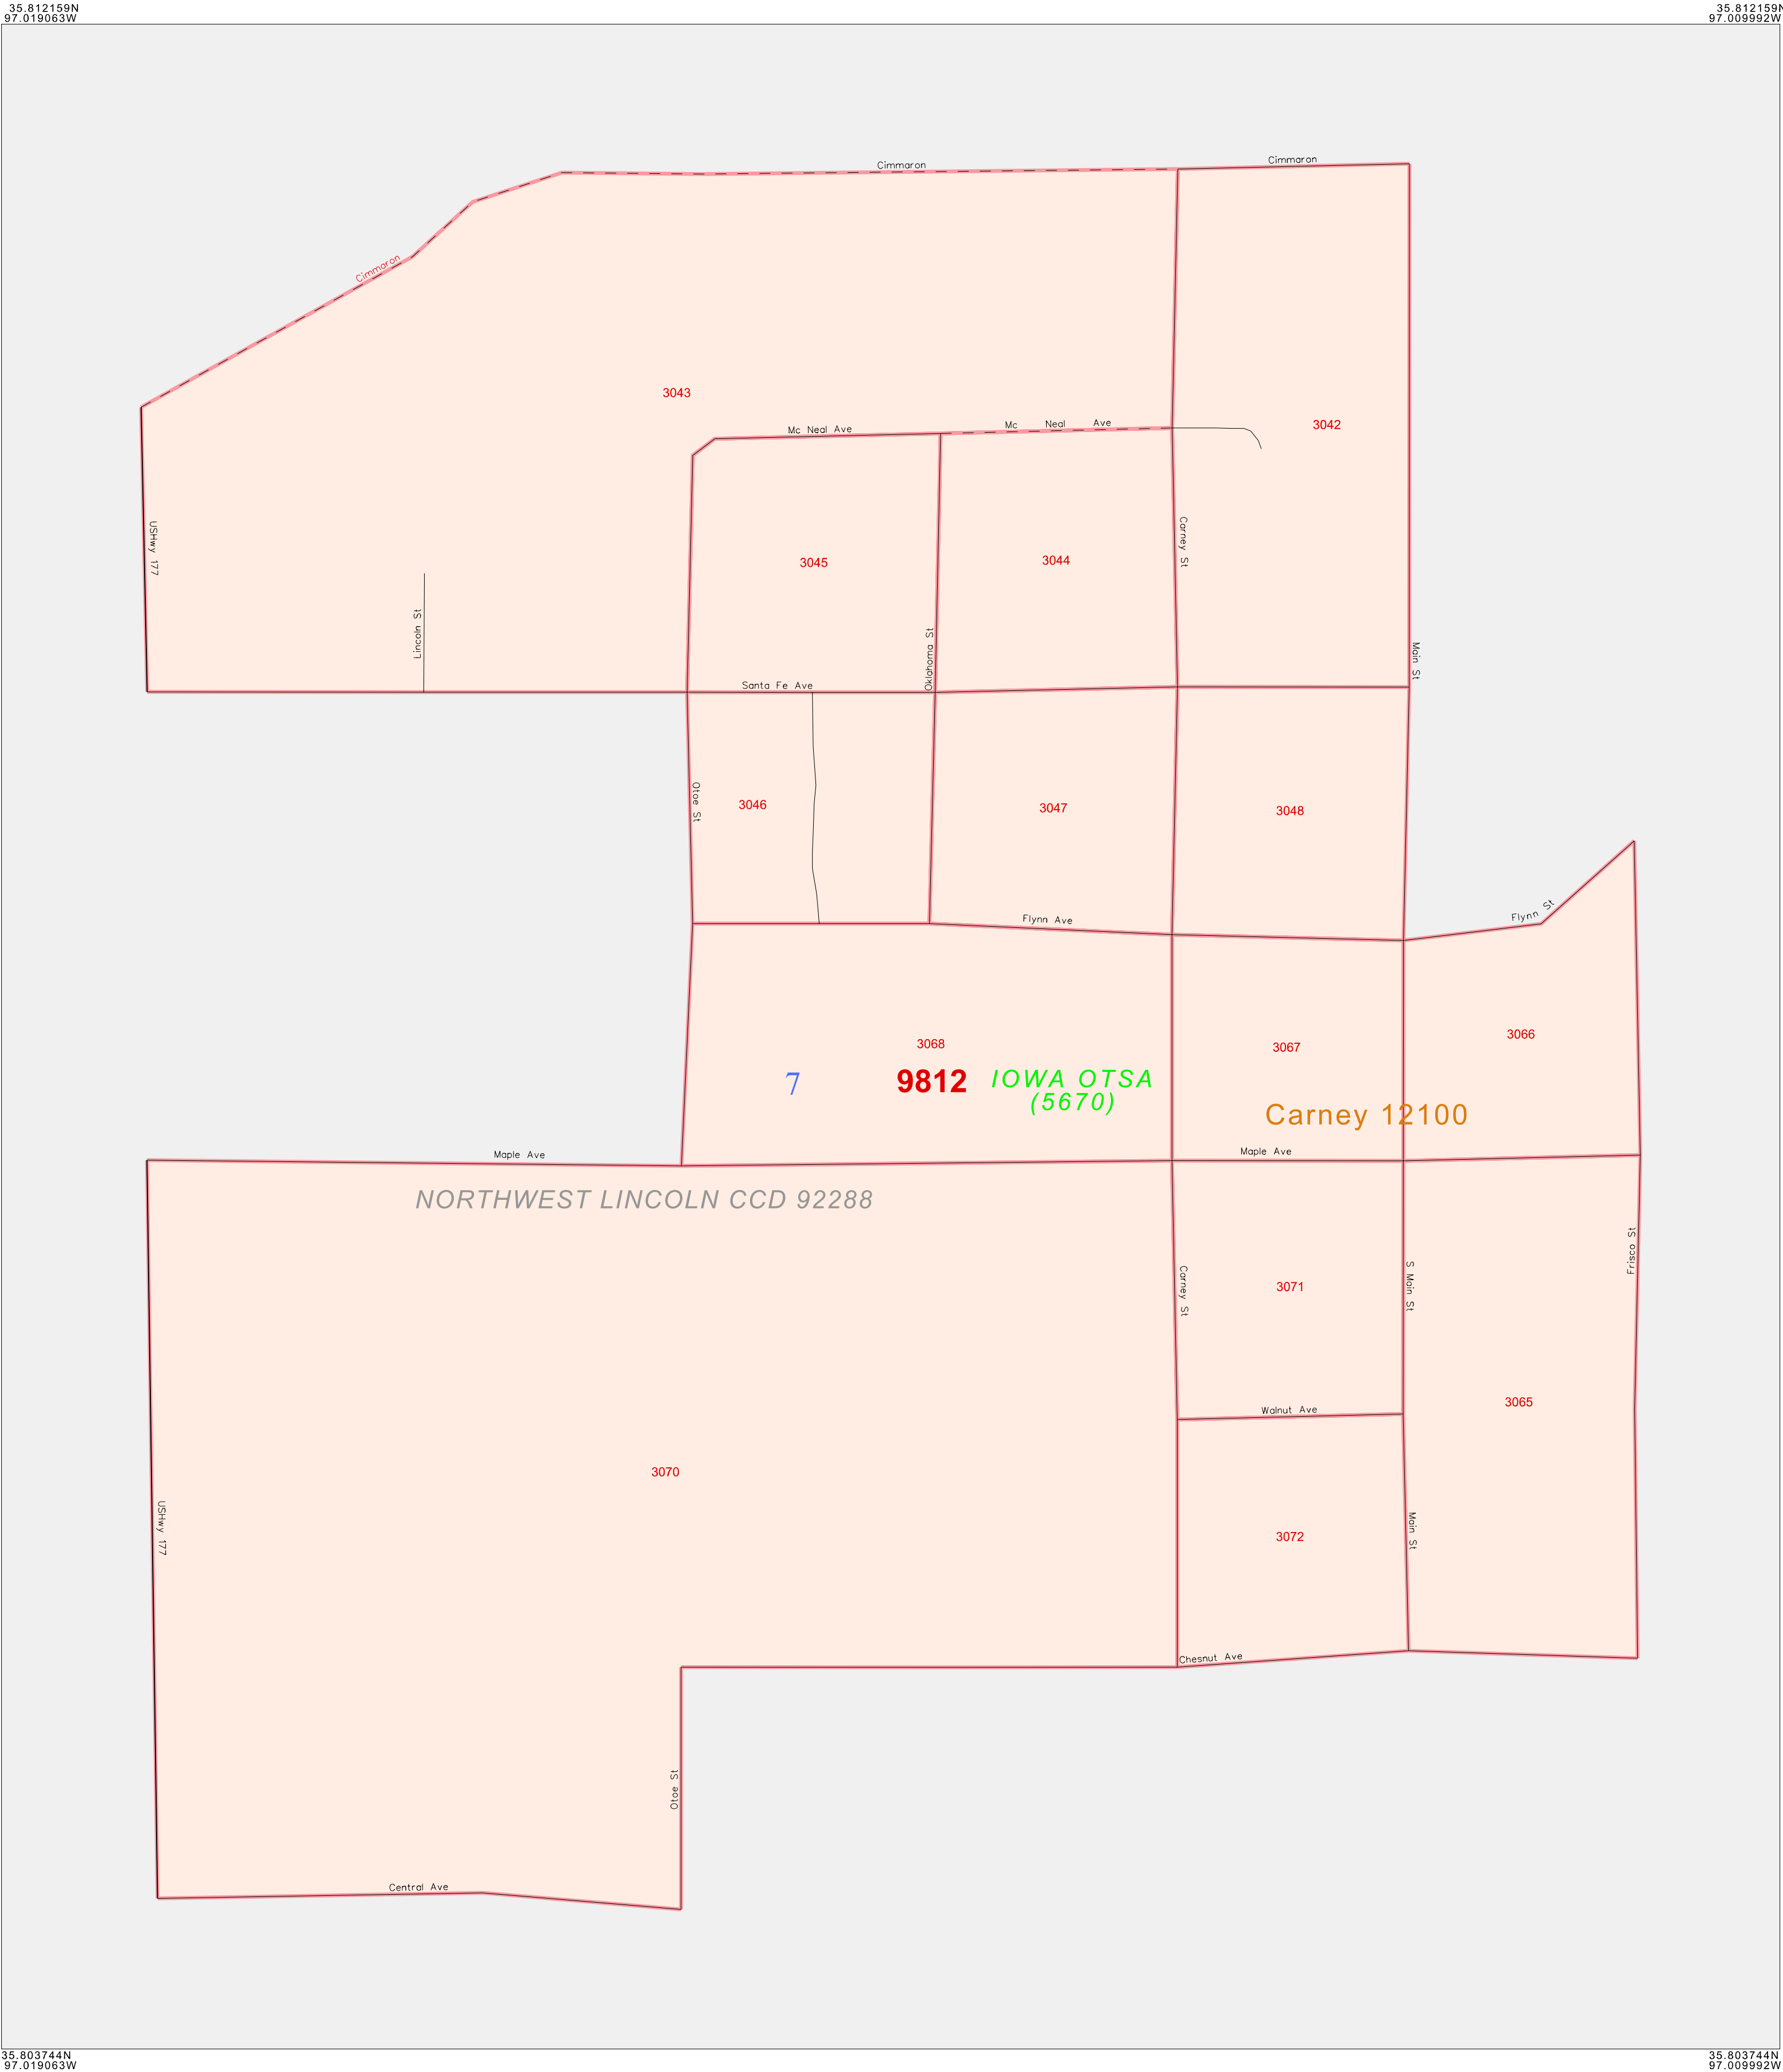 35.812159N
97.019063W
35.812159N
97.009992W
Cimmaron
Cimmaron
Cimmaron
3043
Mc Neal Ave
Mc Neal Ave
3042
USHwy 177
Carney St
3045
3044
Lincoln St
Oklahoma St
Main St
Santa Fe Ave
Otoe St
3046
3047
3048
Flynn Ave
Flynn St
3068
3067
3066
7
9812
IOWA OTSA
(5670)
Carney 12100
Maple Ave
Maple Ave
NORTHWEST LINCOLN CCD 92288
Frisco St
Carney St
3071
S Main St
3065
Walnut Ave
3070
USHwy 177
3072
Main St
Chesnut Ave
Otoe St
Central Ave
35.803744N
97.019063W
35.803744N
97.009992W